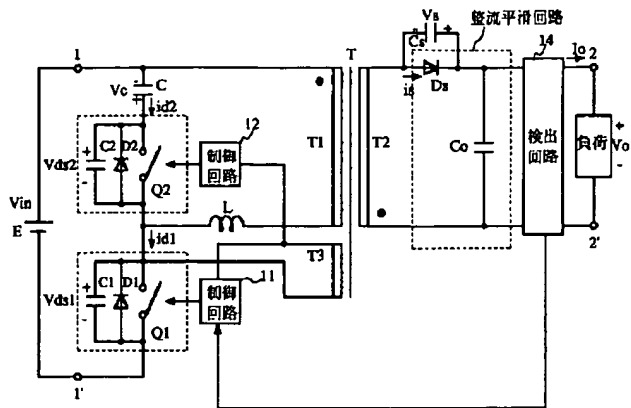 整流平滑回路
VB
Cs
14
Io
1
T
2
Vc
C
is
Ds
id2
12
C2
D2
制御
回路
T1
T2
Co
検出
回路
負荷
Vo
Vds2
Q2
Vin
L
E
id1
T3
2'
11
C1
D1
制御
回路
Vds1
Q1
1'